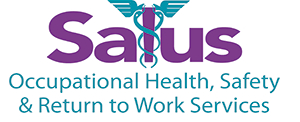 Salus
Occupational Health, Safety
& Return to Work Services